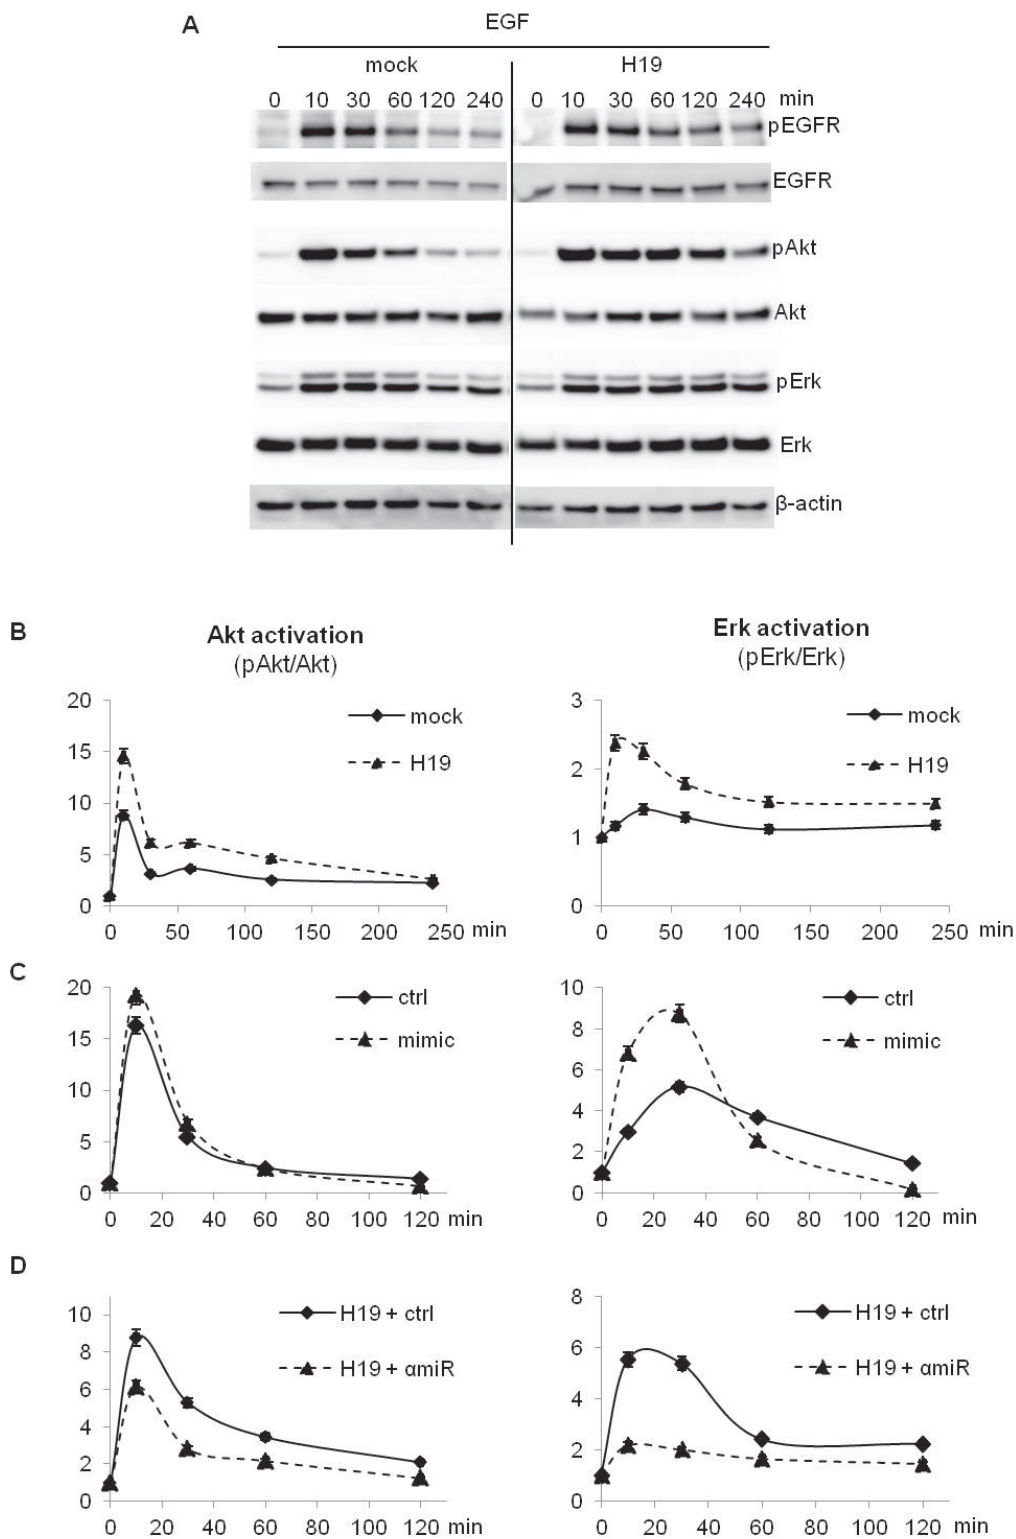 A
EGF
mock H19
0 10 30 60 120 240 0 10 30 60 120 240 min
pEGFR
EGFR
pAkt
Akt
pErk
Erk
β-actin
B
Akt activation
(pAkt/Akt)
20
15
10
5
0
mock
H19
0 50 100 150 200 250 min
Erk activation
(pErk/Erk)
3
2
1
0
mock
H19
0 50 100 150 200 250 min
C
20
15
10
5
0
ctrl
mimic
0 20 40 60 80 100 120 min
10
8
6
4
2
0
ctrl
mimic
0 20 40 60 80 100 120 min
D
10
8
6
4
2
0
H19 + ctrl
H19 + αmiR
0 20 40 60 80 100 120 min
8
6
4
2
0
H19 + ctrl
H19 + αmiR
0 20 40 60 80 100 120 min